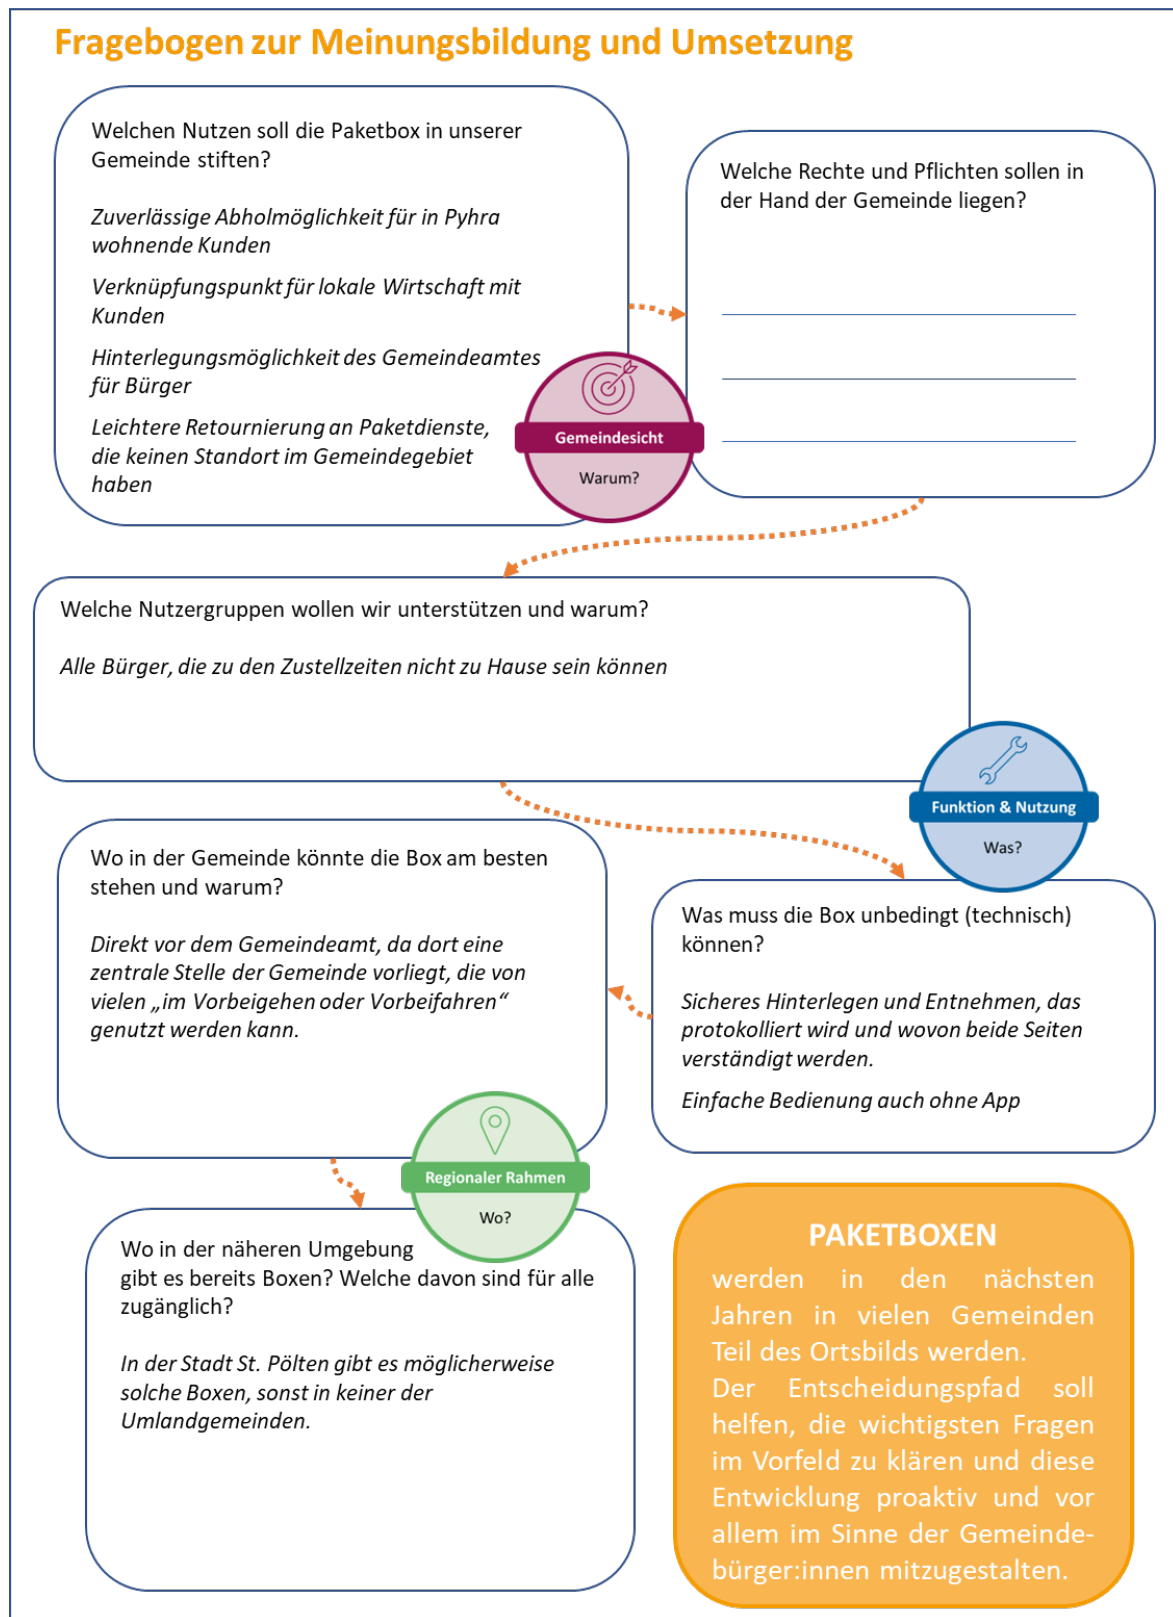 Fragebogen zur Meinungsbildung und Umsetzung
Welchen Nutzen soll die Paketbox in unserer
Gemeinde stiften?
Zuverlässige Abholmöglichkeit für in Pyhra
wohnende Kunden
Verknüpfungspunkt für lokale Wirtschaft mit
Kunden
Hinterlegungsmöglichkeit des Gemeindeamtes
für Bürger
Leichtere Retournierung an Paketdienste,
die keinen Standort im Gemeindegebiet
haben
Gemeindesicht
Warum?
Welche Rechte und Pflichten sollen in
der Hand der Gemeinde liegen?
Welche Nutzergruppen wollen wir unterstützen und warum?
Alle Bürger, die zu den Zustellzeiten nicht zu Hause sein können
Funktion & Nutzung
Was?
Was muss die Box unbedingt (technisch)
können?
Sicheres Hinterlegen und Entnehmen, das
protokolliert wird und wovon beide Seiten
verständigt werden.
Einfache Bedienung auch ohne App
Wo in der Gemeinde könnte die Box am besten
stehen und warum?
Direkt vor dem Gemeindeamt, da dort eine
zentrale Stelle der Gemeinde vorliegt, die von
vielen „im Vorbeigehen oder Vorbeifahren“
genutzt werden kann.
Regionaler Rahmen
Wo?
Wo in der näheren Umgebung
gibt es bereits Boxen? Welche davon sind für alle
zugänglich?
In der Stadt St. Pölten gibt es möglicherweise
solche Boxen, sonst in keiner der
Umlandgemeinden.
PAKETBOXEN
werden in den nächsten
Jahren in vielen Gemeinden
Teil des Ortsbilds werden.
Der Entscheidungspfad soll
helfen, die wichtigsten Fragen
im Vorfeld zu klären und diese
Entwicklung proaktiv und vor
allem im Sinne der Gemeinde-
bürger:innen mitzugestalten.